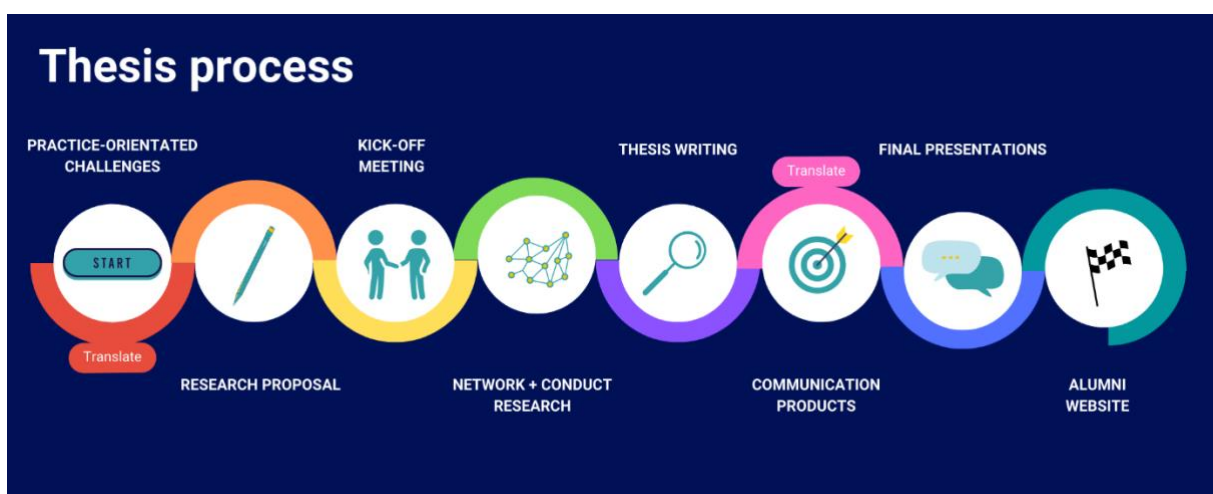 Thesis process
PRACTICE-ORIENTATED
CHALLENGES
START
Translate
RESEARCH PROPOSAL
KICK-OFF
MEETING
NETWORK + CONDUCT
RESEARCH
THESIS WRITING
Translate
COMMUNICATION
PRODUCTS
FINAL PRESENTATIONS
ALUMNI
WEBSITE